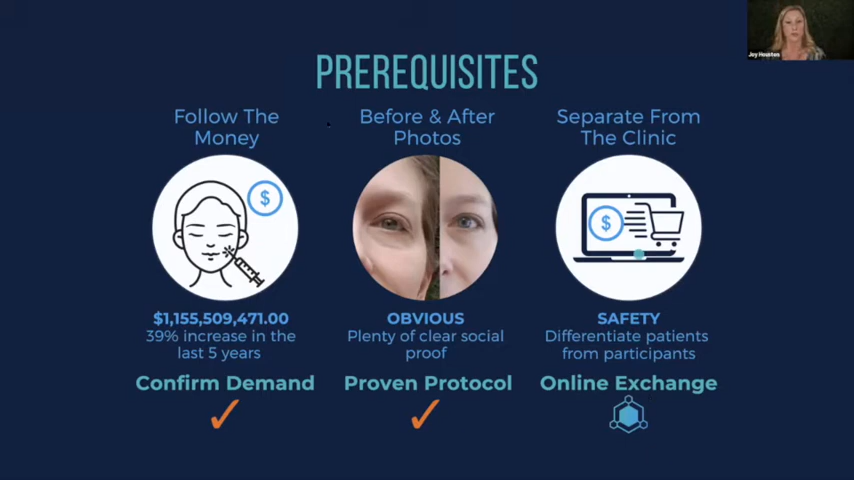 Joy Houston
PREREQUISITES
Follow The
Money
$
$1,155,509,471.00
39% increase in the
last 5 years
Confirm Demand
Before & After
Photos
OBVIOUS
Plenty of clear social
proof
Proven Protocol
Separate From
The Clinic
$
SAFETY
Differentiate patients
from participants
Online Exchange